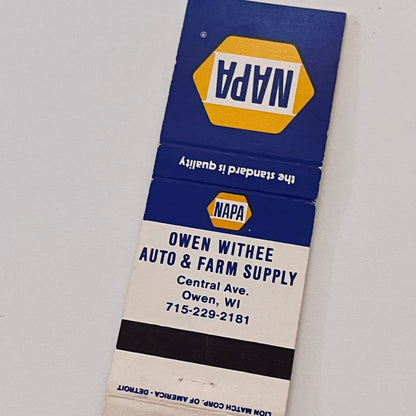 NAPA
®
the standard is quality
NAPA
OWEN WITHEE
AUTO & FARM SUPPLY
Central Ave.
Owen, WI
715-229-2181
LION MATCH CORP. OF AMERICA - DETROIT